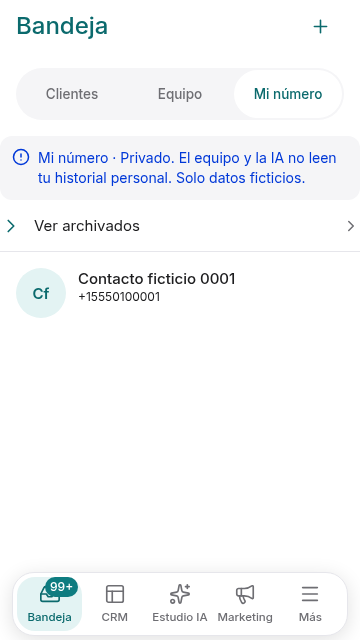 Bandeja
Clientes
Equipo
Mi número
Mi número · Privado. El equipo y la IA no leen
tu historial personal. Solo datos ficticios.
Ver archivados
Cf
Contacto ficticio 0001
+15550100001
99+
Bandeja
CRM
Estudio IA
Marketing
Más